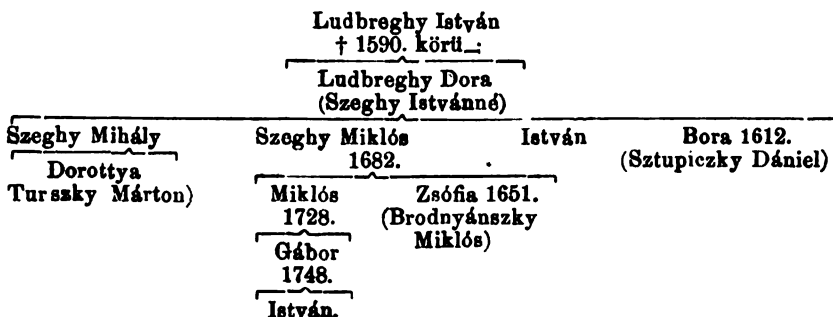 Ludbreghy István
† 1590. körü
Ludbreghy Dora
(Szeghy Istvánné)
Szeghy Mihály Szeghy Miklós István Bora 1612.
1682. (Sztupiczky Dániel)
Dorottya
Turszky Márton)
Miklós Zsófia 1651.
1728. (Brodnyánszky
Miklós)
Gábor
1748.
István.